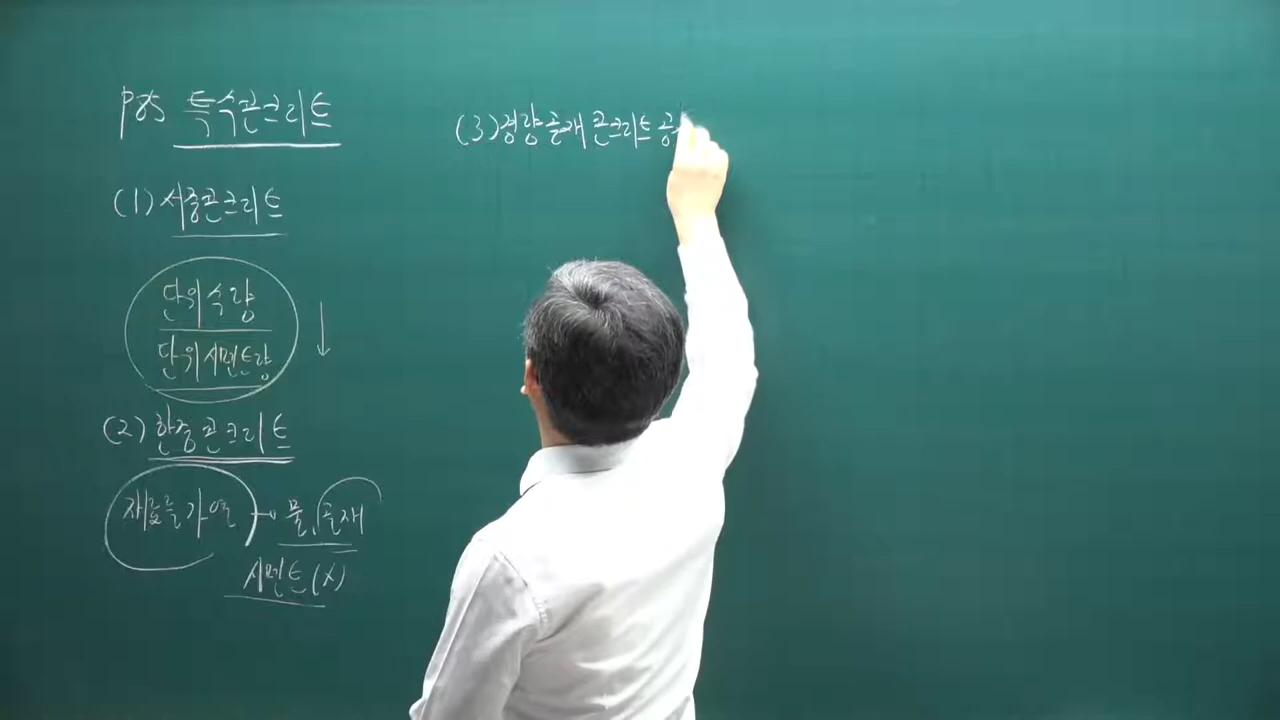 P85 특수콘크리트
(1) 서중콘크리트
단위수량
단위시멘트량
↓
(2) 한중콘크리트
재료를 가열 → 물, 골재
시멘트(X)
(3) 경량골재 콘크리트 공